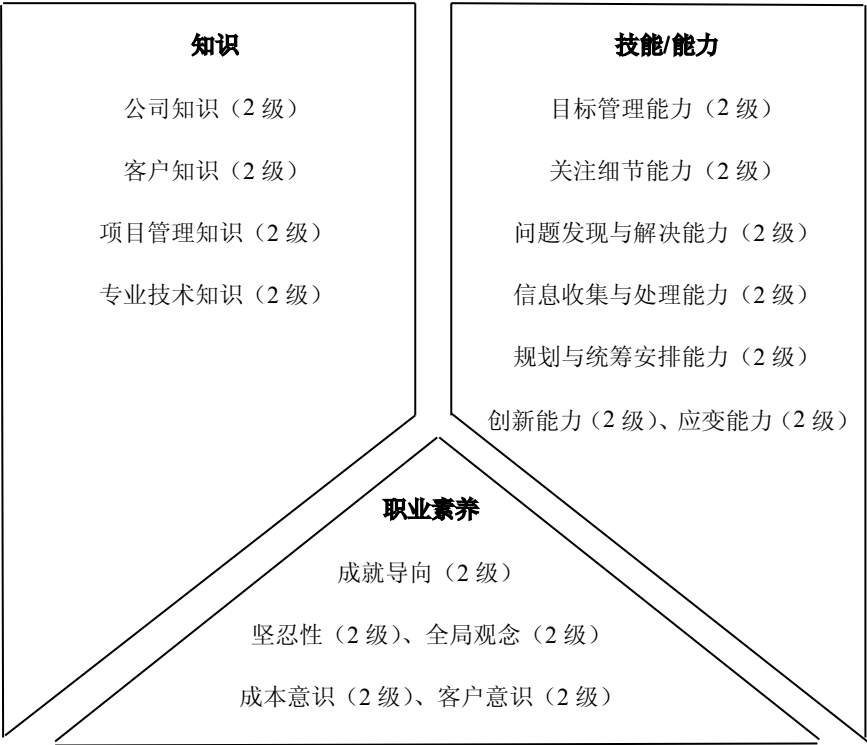 知识
公司知识（2 级）
客户知识（2 级）
项目管理知识（2 级）
专业技术知识（2 级）
技能/能力
目标管理能力（2 级）
关注细节能力（2 级）
问题发现与解决能力（2 级）
信息收集与处理能力（2 级）
规划与统筹安排能力（2 级）
创新能力（2 级）、应变能力（2 级）
职业素养
成就导向（2 级）
坚忍性（2 级）、全局观念（2 级）
成本意识（2 级）、客户意识（2 级）